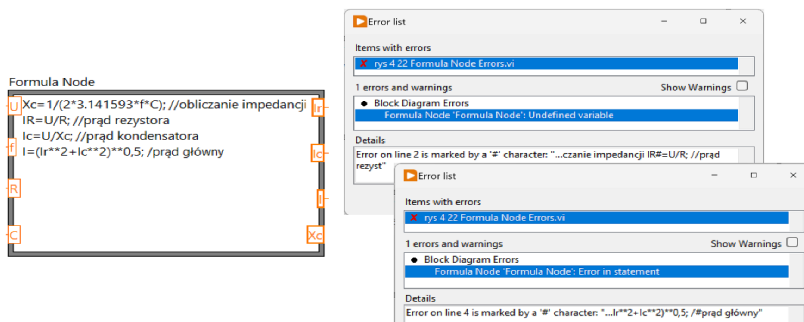 Formula Node
U
f
R
C
Xc=1/(2*3.141593*f*C); //obliczanie impedancji
IR=U/R; //prąd rezystora
Ic=U/Xc; //prąd kondensatora
I=(Ir**2+Ic**2)**0,5; /prąd główny
Ir
Ic
I
Xc
Error list
Items with errors
rys 4 22 Formula Node Errors.vi
1 errors and warnings Show Warnings
Block Diagram Errors
Formula Node 'Formula Node': Undefined variable
Details
Error on line 2 is marked by a '#' character: "...czanie impedancji IR#=U/R; //prąd
rezyst"
Error list
Items with errors
rys 4 22 Formula Node Errors.vi
1 errors and warnings Show Warnings
Block Diagram Errors
Formula Node 'Formula Node': Error in statement
Details
Error on line 4 is marked by a '#' character: "...Ir**2+Ic**2)**0,5; /#prąd główny"